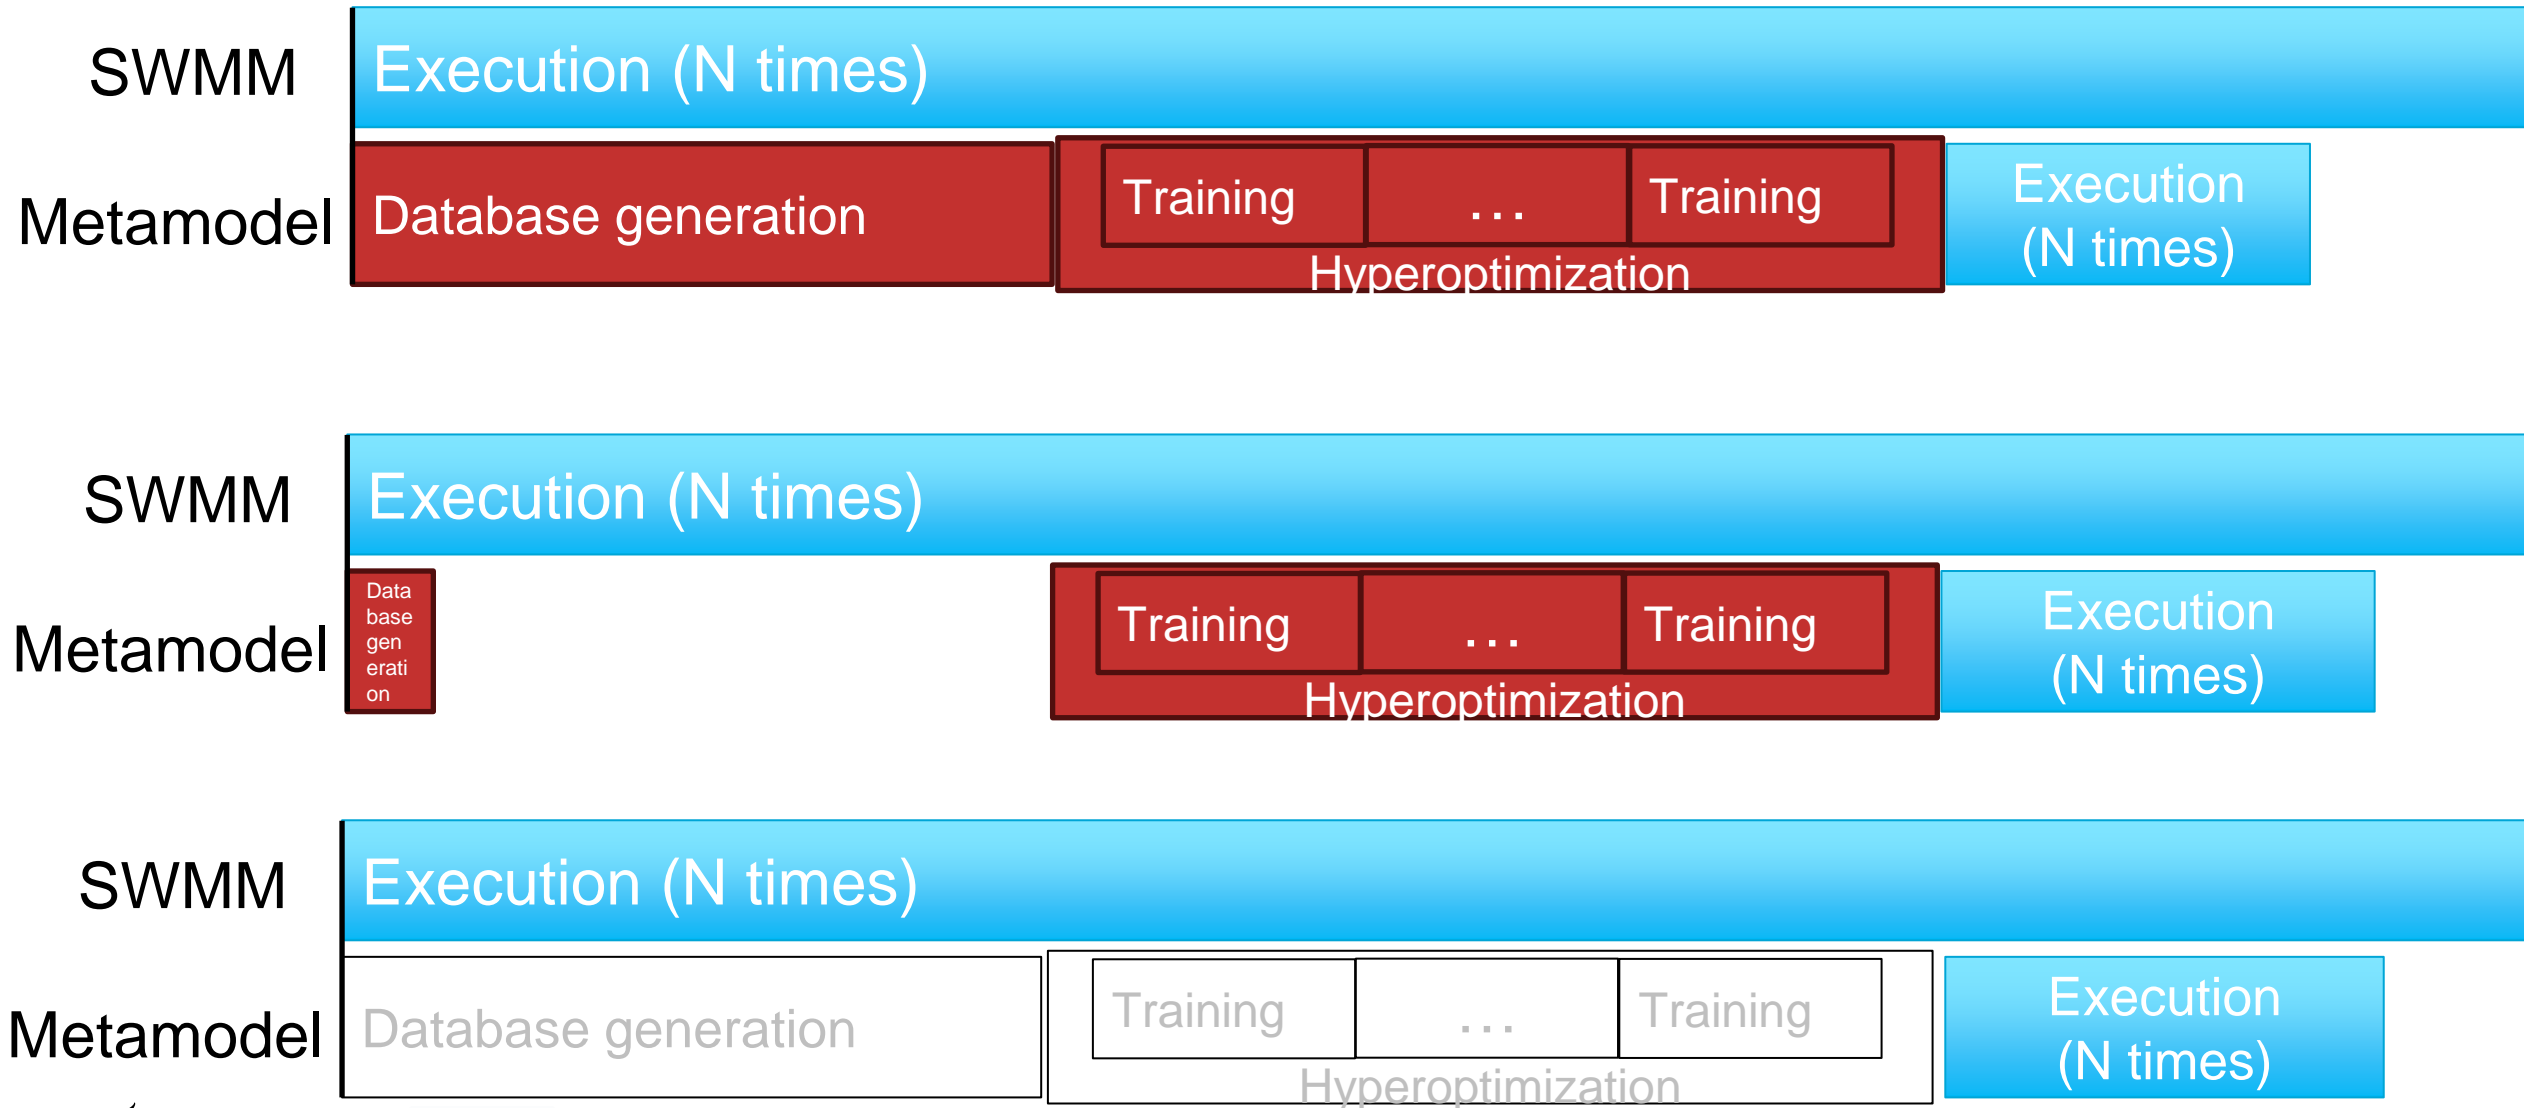 SWMM
Execution (N times)
Metamodel
Database generation
Training
...
Training
Hyperoptimization
Execution
(N times)
SWMM
Execution (N times)
Metamodel
Data
base
gen
erati
on
Training
...
Training
Hyperoptimization
Execution
(N times)
SWMM
Execution (N times)
Metamodel
Database generation
Training
...
Training
Hyperoptimization
Execution
(N times)